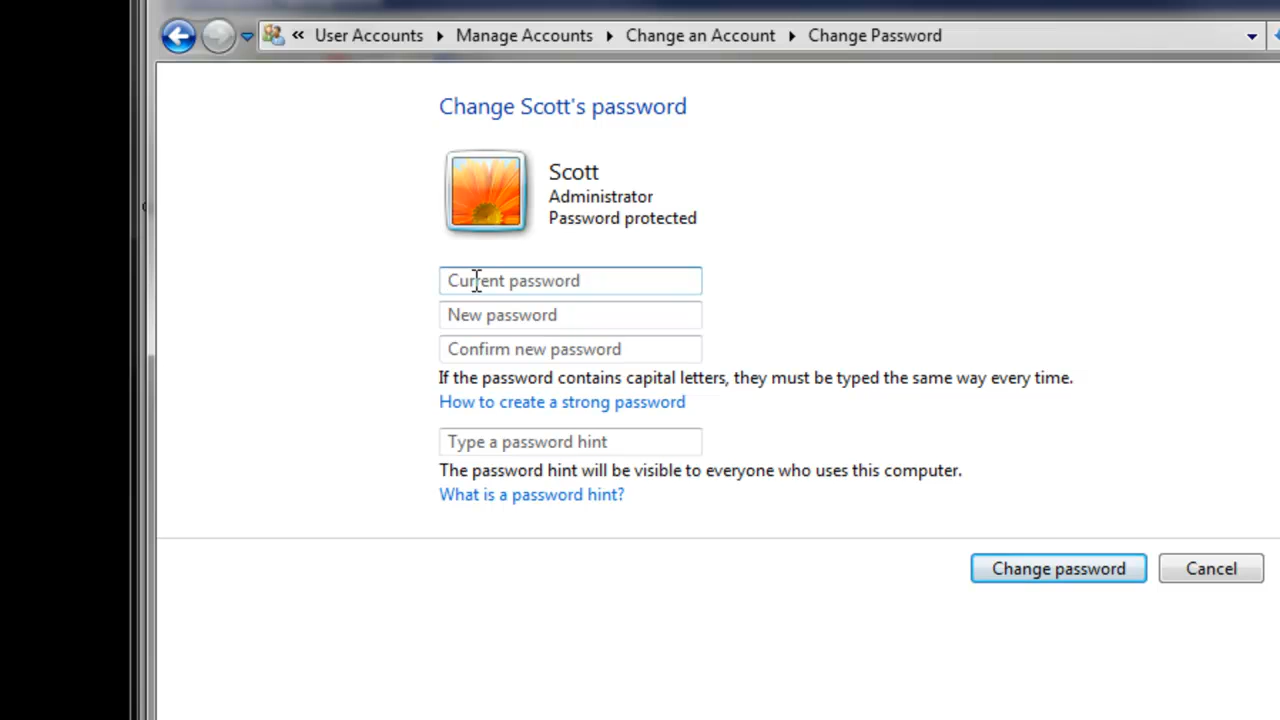 « User Accounts Manage Accounts Change an Account Change Password
Change Scott's password
Scott
Administrator
Password protected
Current password
New password
Confirm new password
If the password contains capital letters, they must be typed the same way every time.
How to create a strong password
Type a password hint
The password hint will be visible to everyone who uses this computer.
What is a password hint?
Change password Cancel